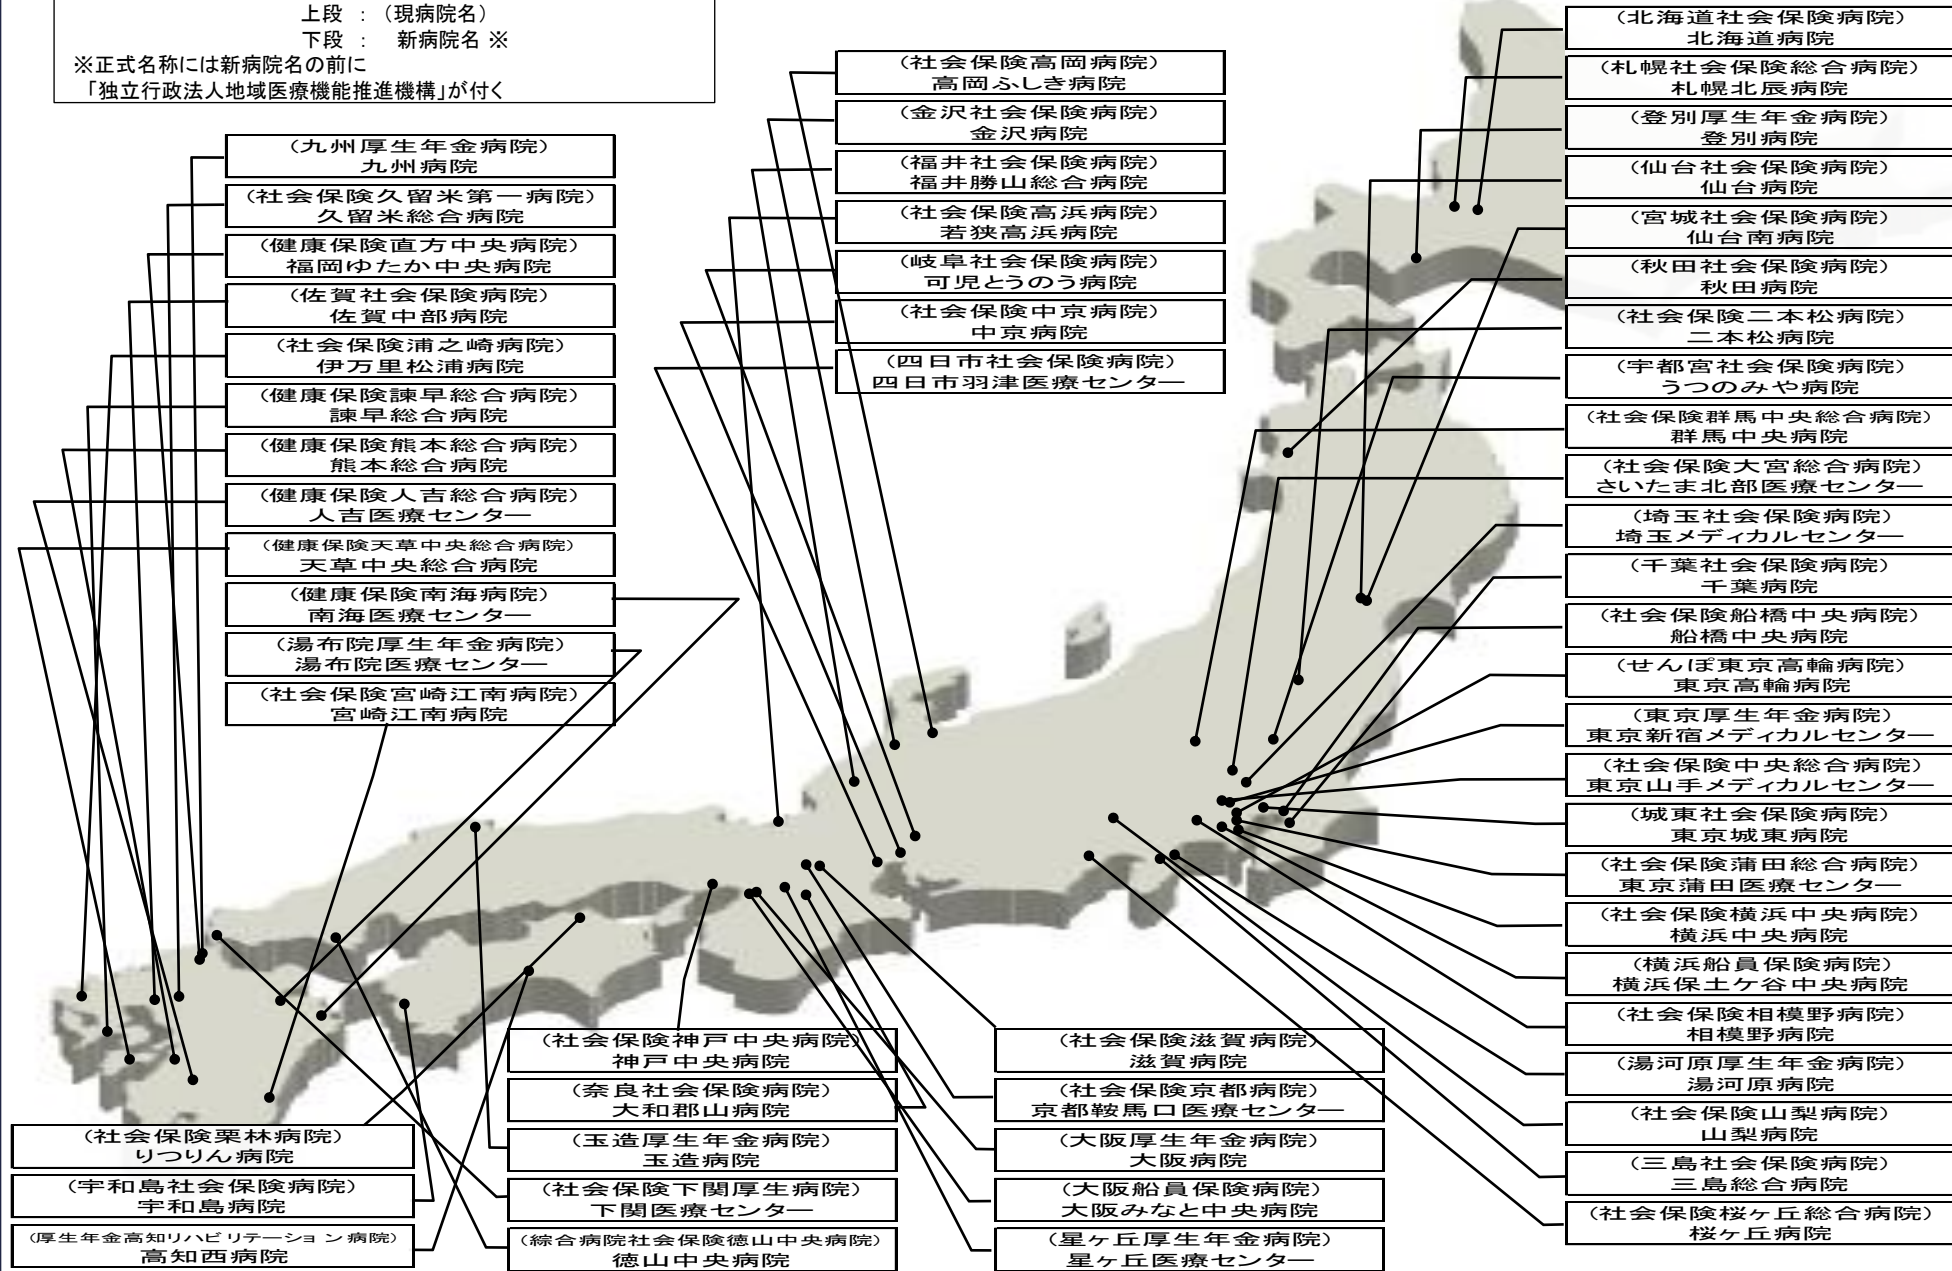 上段 ： （現病院名）
下段 ： 新病院名 ※
※正式名称には新病院名の前に
「独立行政法人地域医療機能推進機構」が付く
（九州厚生年金病院）
九州病院
（社会保険久留米第一病院）
久留米総合病院
（健康保険直方中央病院）
福岡ゆたか中央病院
（佐賀社会保険病院）
佐賀中部病院
（社会保険浦之崎病院）
伊万里松浦病院
（健康保険諫早総合病院）
諫早総合病院
（健康保険熊本総合病院）
熊本総合病院
（健康保険人吉総合病院）
人吉医療センター
（健康保険天草中央総合病院）
天草中央総合病院
（健康保険南海病院）
南海医療センター
（湯布院厚生年金病院）
湯布院医療センター
（社会保険宮崎江南病院）
宮崎江南病院
（社会保険高岡病院）
高岡ふしき病院
（金沢社会保険病院）
金沢病院
（福井社会保険病院）
福井勝山総合病院
（社会保険高浜病院）
若狭高浜病院
（岐阜社会保険病院）
可児とうのう病院
（社会保険中京病院）
中京病院
（四日市社会保険病院）
四日市羽津医療センター
（北海道社会保険病院）
北海道病院
（札幌社会保険総合病院）
札幌北辰病院
（登別厚生年金病院）
登別病院
（仙台社会保険病院）
仙台病院
（宮城社会保険病院）
仙台南病院
（秋田社会保険病院）
秋田病院
（社会保険二本松病院）
二本松病院
（宇都宮社会保険病院）
うつのみや病院
（社会保険群馬中央総合病院）
群馬中央病院
（社会保険大宮総合病院）
さいたま北部医療センター
（埼玉社会保険病院）
埼玉メディカルセンター
（千葉社会保険病院）
千葉病院
（社会保険船橋中央病院）
船橋中央病院
（せんぽ東京高輪病院）
東京高輪病院
（東京厚生年金病院）
東京新宿メディカルセンター
（社会保険中央総合病院）
東京山手メディカルセンター
（城東社会保険病院）
東京城東病院
（社会保険蒲田総合病院）
東京蒲田医療センター
（社会保険横浜中央病院）
横浜中央病院
（横浜船員保険病院）
横浜保土ケ谷中央病院
（社会保険相模野病院）
相模野病院
（湯河原厚生年金病院）
湯河原病院
（社会保険山梨病院）
山梨病院
（三島社会保険病院）
三島総合病院
（社会保険桜ヶ丘総合病院）
桜ヶ丘病院
（社会保険神戸中央病院）
神戸中央病院
（奈良社会保険病院）
大和郡山病院
（玉造厚生年金病院）
玉造病院
（社会保険下関厚生病院）
下関医療センター
（綜合病院社会保険徳山中央病院）
徳山中央病院
（社会保険滋賀病院）
滋賀病院
（社会保険京都病院）
京都鞍馬口医療センター
（大阪厚生年金病院）
大阪病院
（大阪船員保険病院）
大阪みなと中央病院
（星ヶ丘厚生年金病院）
星ヶ丘医療センター
（社会保険栗林病院）
りつりん病院
（宇和島社会保険病院）
宇和島病院
（厚生年金高知リハビリテーション病院）
高知西病院